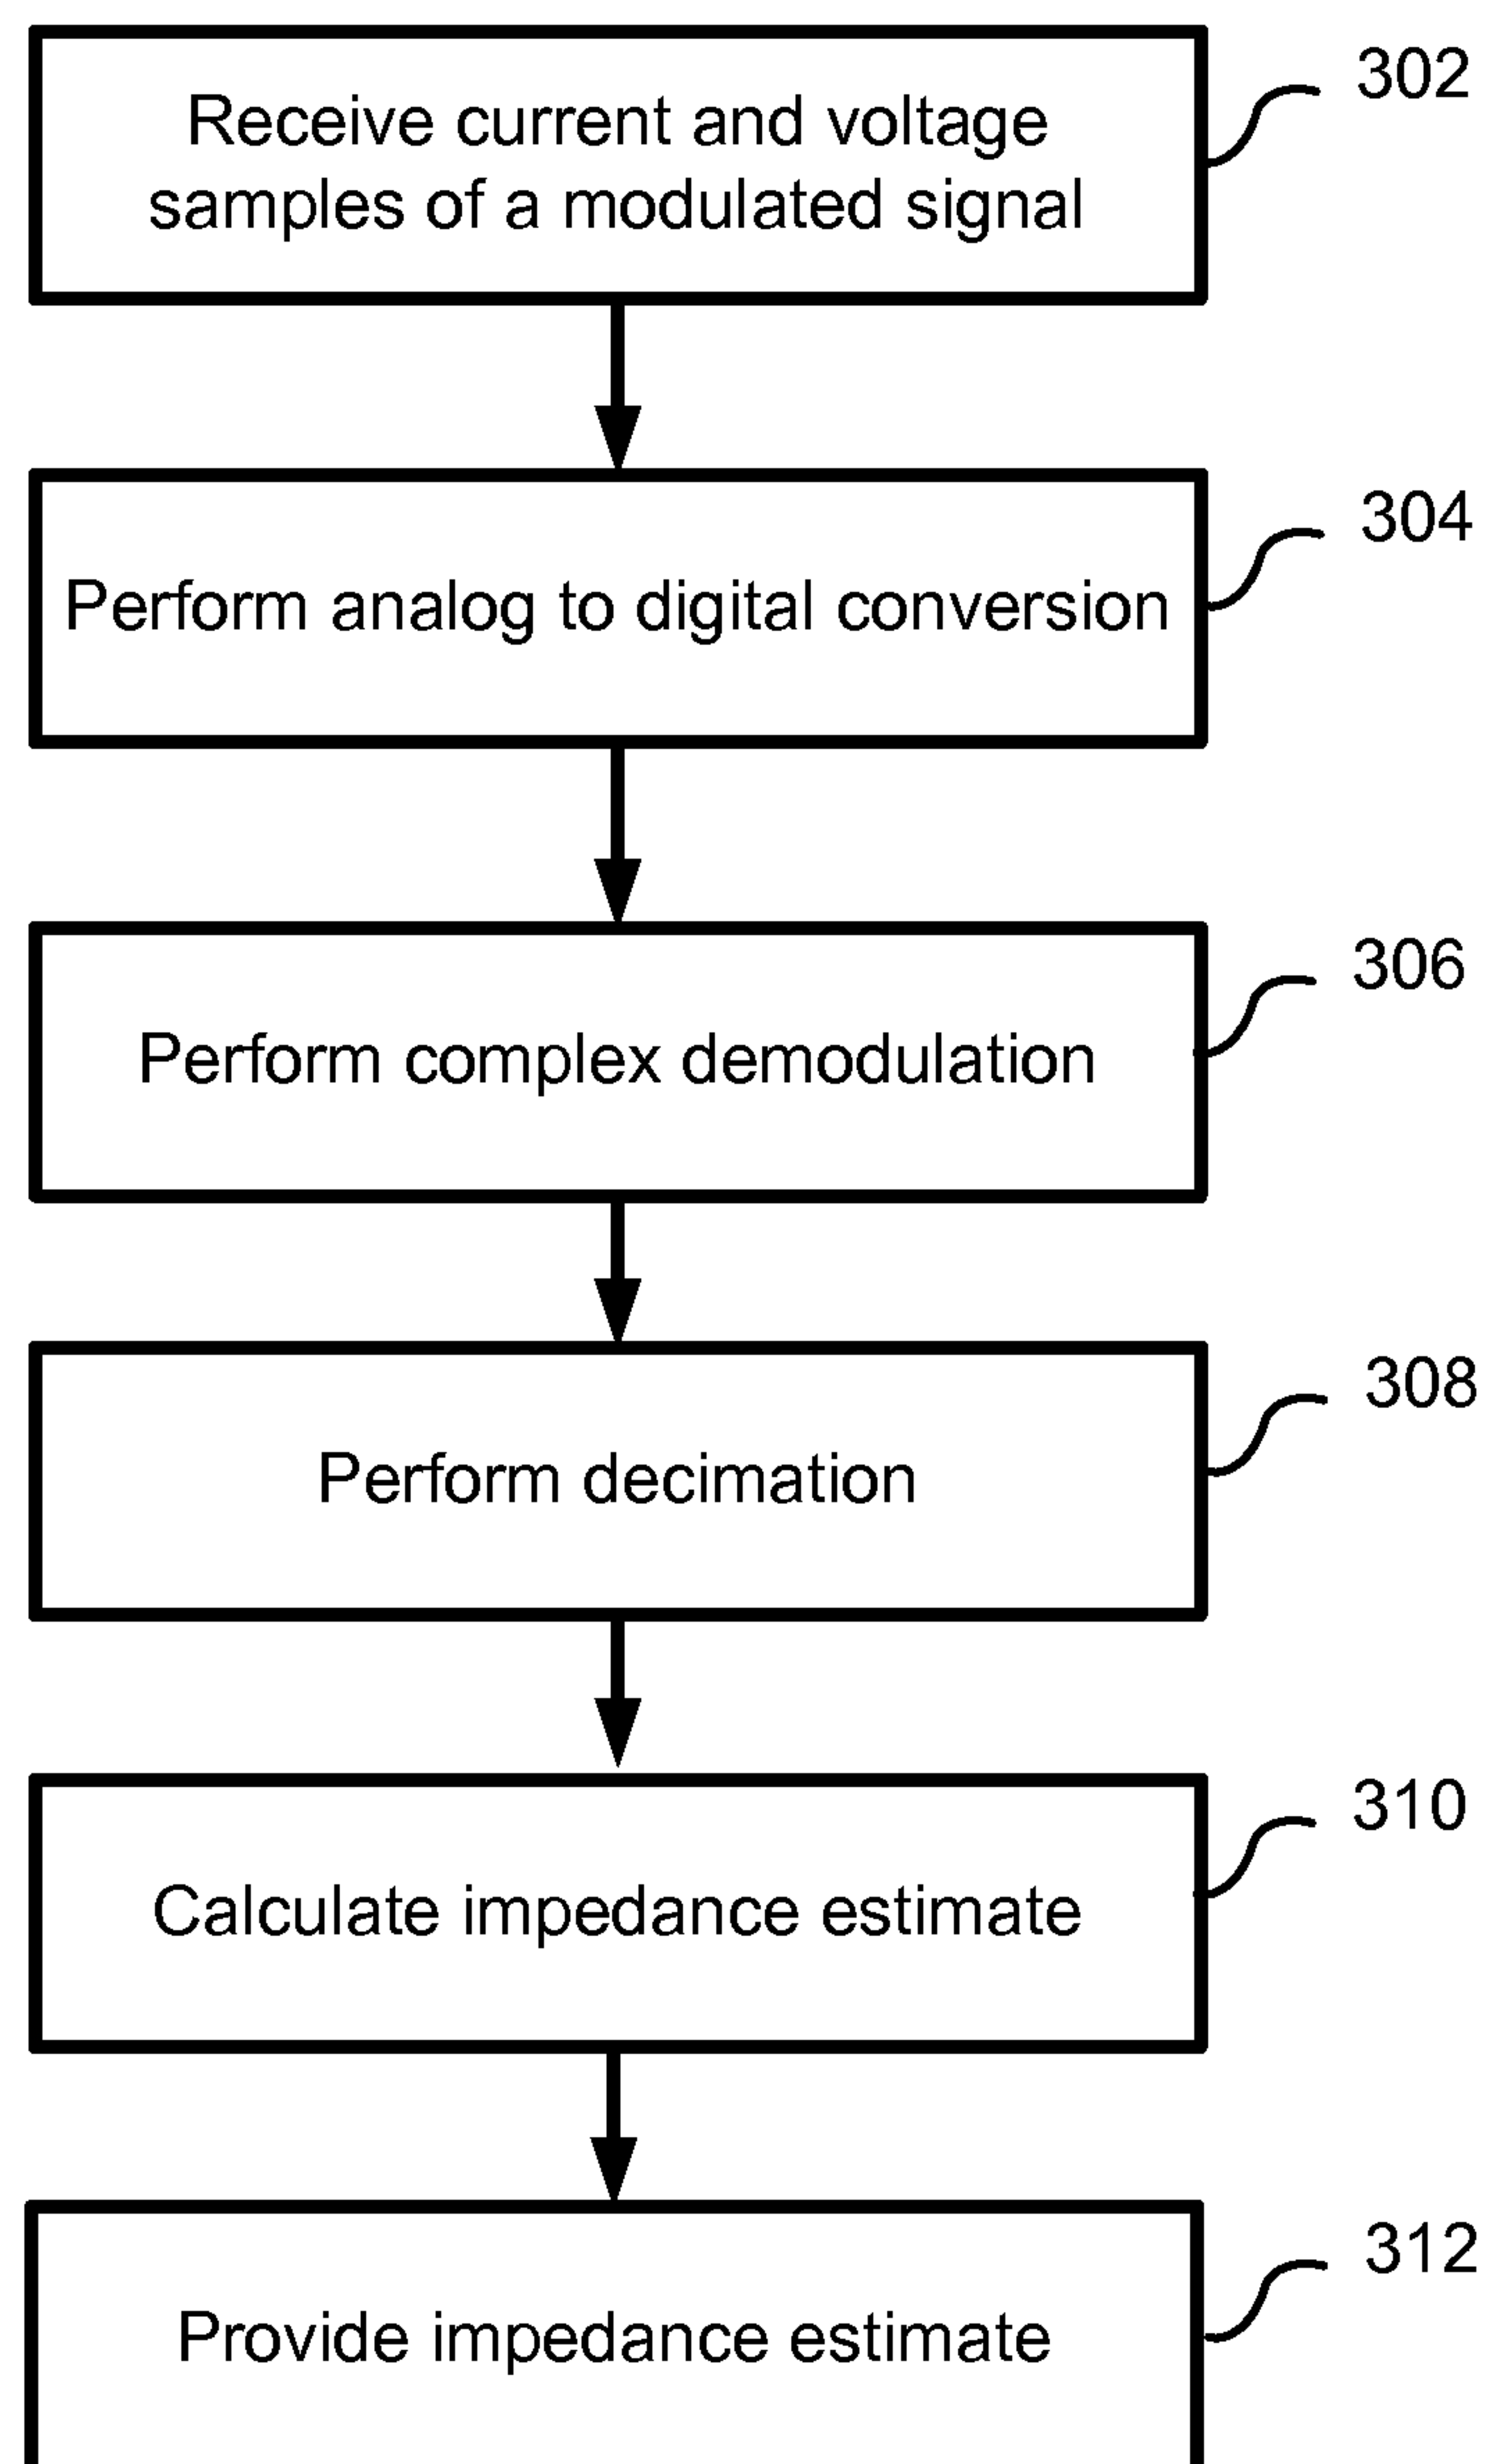 302
Receive current and voltage
samples of a modulated signal
304
Perform analog to digital conversion
306
Perform complex demodulation
308
Perform decimation
310
Calculate impedance estimate
312
Provide impedance estimate